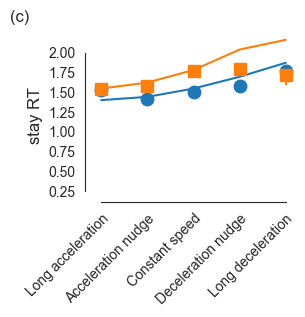 (c)
stay RT
2.00
1.75
1.50
1.25
1.00
0.75
0.50
0.25
Long acceleration
Acceleration nudge
Constant speed
Deceleration nudge
Long deceleration